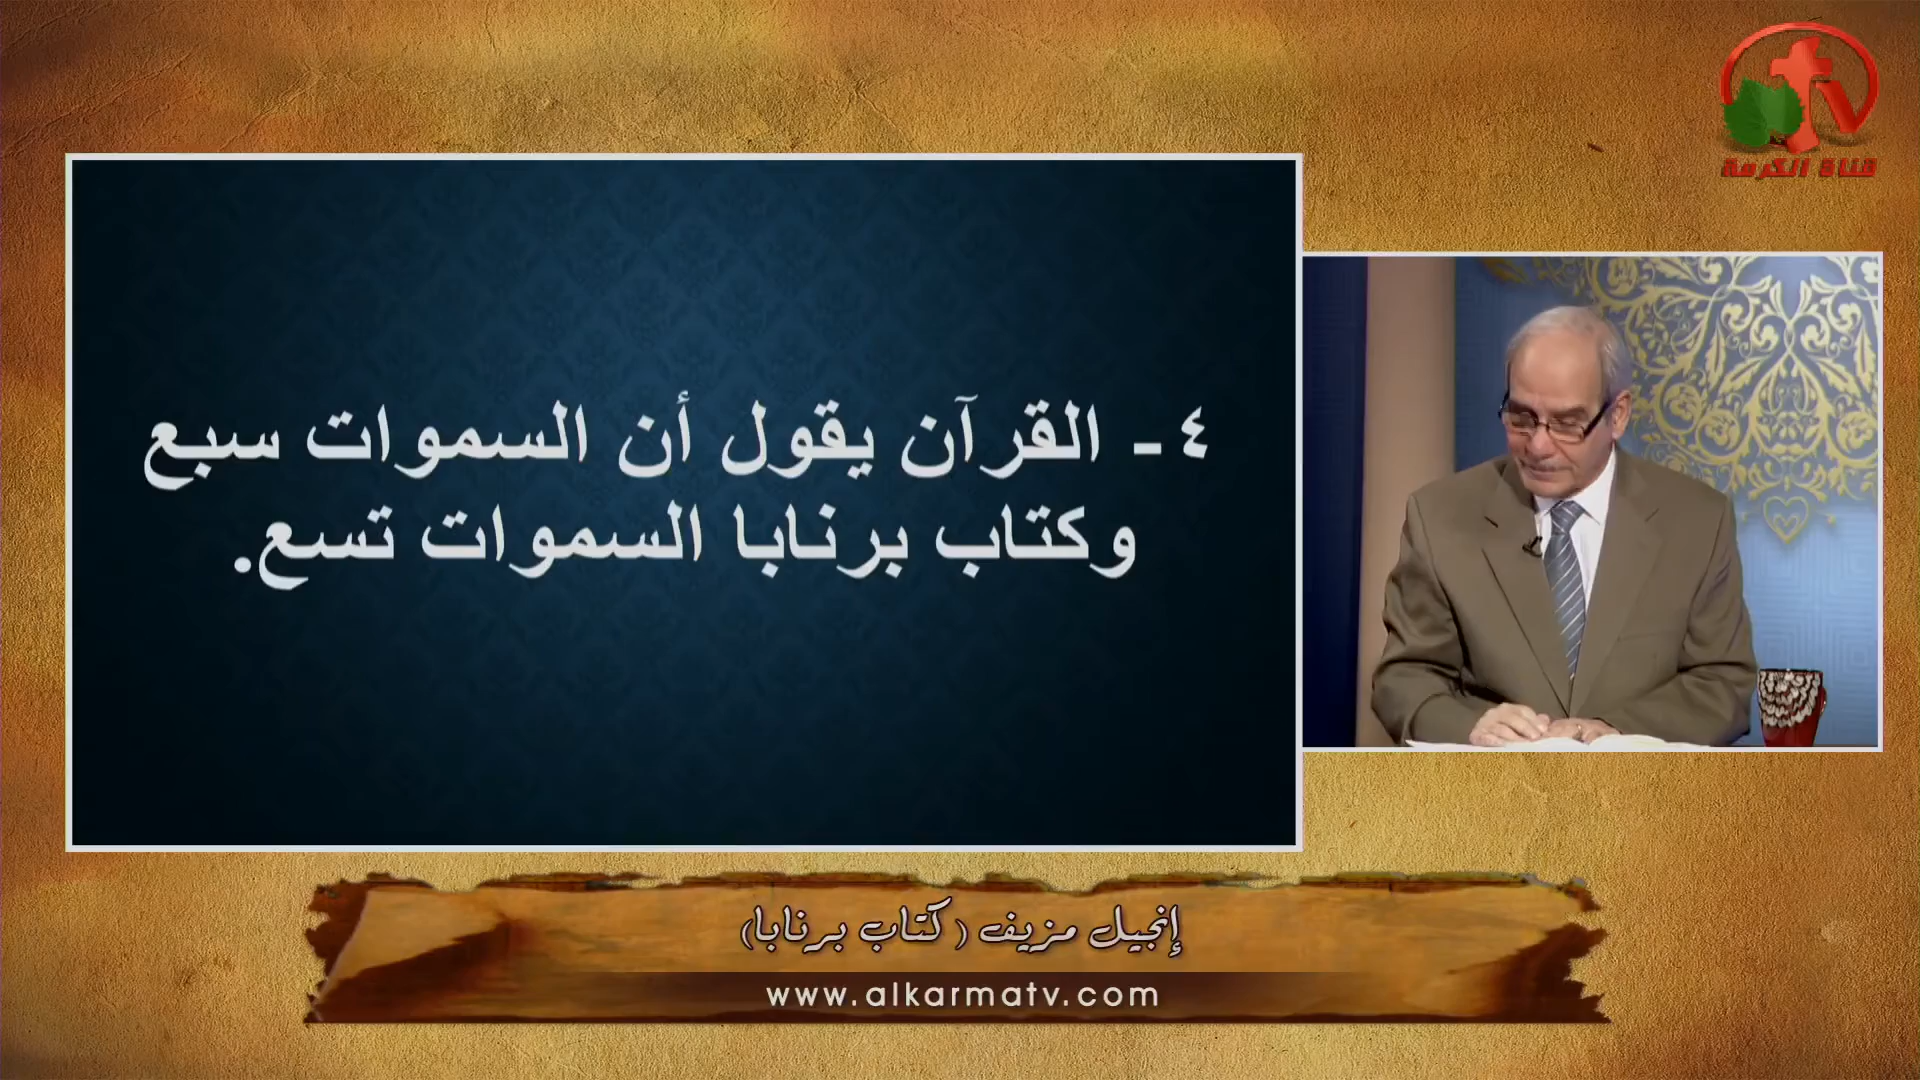 قناة الكرمة
٤- القرآن يقول أن السموات سبع
وكتاب برنابا السموات تسع.
إنجيل مزيف ( كتاب برنابا)
www.alkarmatv.com